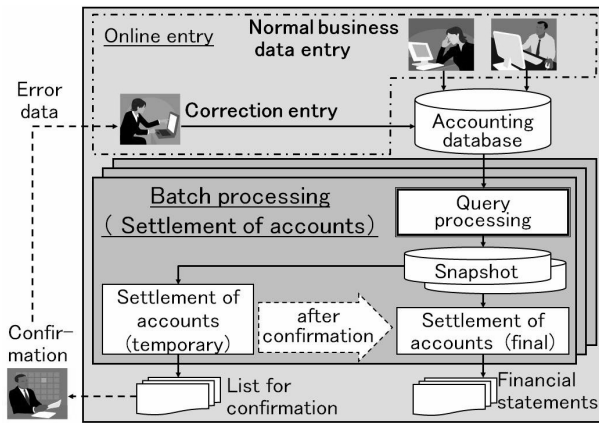 Online entry
Normal business
data entry
Error
data
Correction entry
Accounting
database
Batch processing
( Settlement of accounts)
Query
processing
Snapshot
Settlement of
accounts
(temporary)
after
confirmation
Settlement of
accounts (final)
Confir-
mation
List for
confirmation
Financial
statements